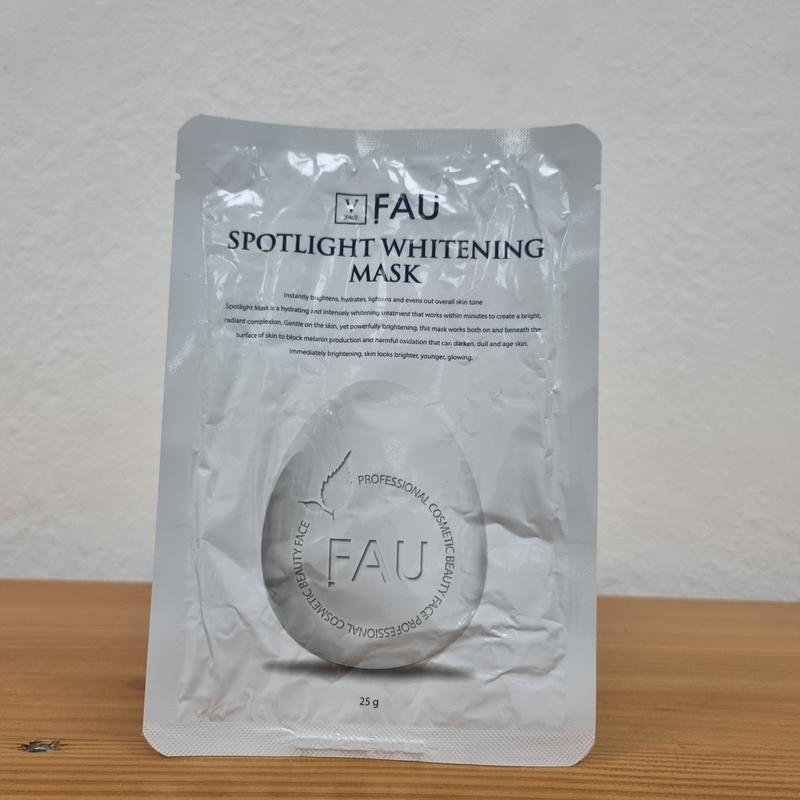 V
[FAU]
FAU
SPOTLIGHT WHITENING
MASK
Instantly brightens, hydrates, lightens and evens out overall skin tone
Spotlight Mask is a hydrating and intensely whitening treatment that works within minutes to create a bright,
radiant complexion. Gentle on the skin, yet powerfully brightening, this mask works both on and beneath the
surface of skin to block melanin production and harmful oxidation that can darken, dull and age skin.
Immediately brightening, skin looks brighter, younger, glowing.
PROFESSIONAL COSMETIC BEAUTY FACE PROFESSIONAL COSMETIC BEAUTY FACE
FAU
25 g